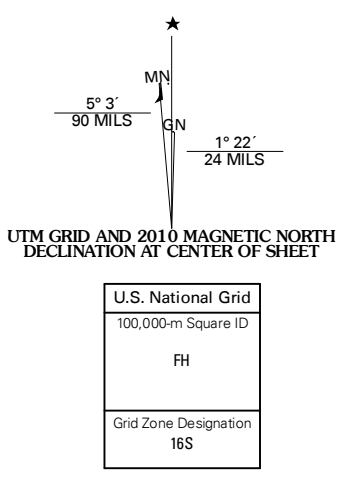 ★
MN
GN
5° 3´
90 MILS
1° 22´
24 MILS
UTM GRID AND 2010 MAGNETIC NORTH
DECLINATION AT CENTER OF SHEET
U.S. National Grid
100,000-m Square ID
FH
Grid Zone Designation
16S